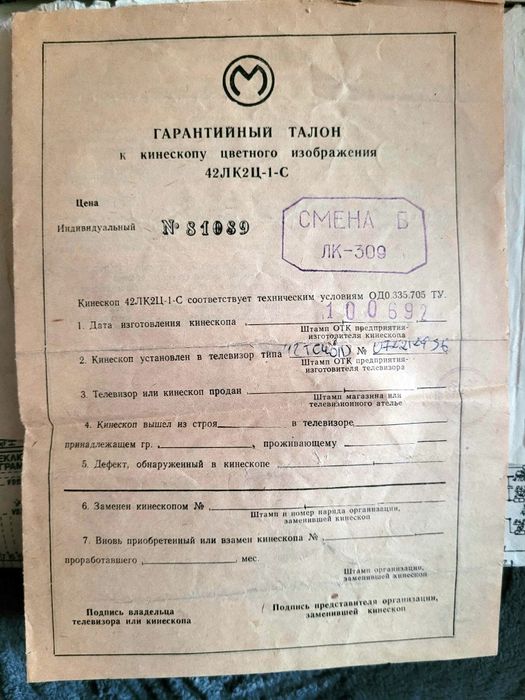 М
ГАРАНТИЙНЫЙ ТАЛОН
к кинескопу цветного изображения
42ЛК2Ц-1-С
Цена
Индивидуальный № 81089
СМЕНА Б
ЛК-309
Кинескоп 42ЛК2Ц-1-С соответствует техническим условиям ОД0.335.705 ТУ.
100692
1. Дата изготовления кинескопа
Штамп ОТК предприятия-
изготовителя кинескопа
2. Кинескоп установлен в телевизор типа №
Штамп ОТК предприятия-
изготовителя телевизора
3. Телевизор или кинескоп продан
Штамп магазина или
телевизионного ателье
4. Кинескоп вышел из строя в телевизоре
принадлежащем гр. , проживающему
5. Дефект, обнаруженный в кинескопе
6. Заменен кинескопом №
Штамп и номер наряда организации,
заменившей кинескоп
7. Вновь приобретенный или взамен кинескопа №
проработавшего , мес.
Штамп организации,
заменившей кинескоп
Подпись владельца
телевизора или кинескопа
Подпись представителя организации,
заменившей кинескоп